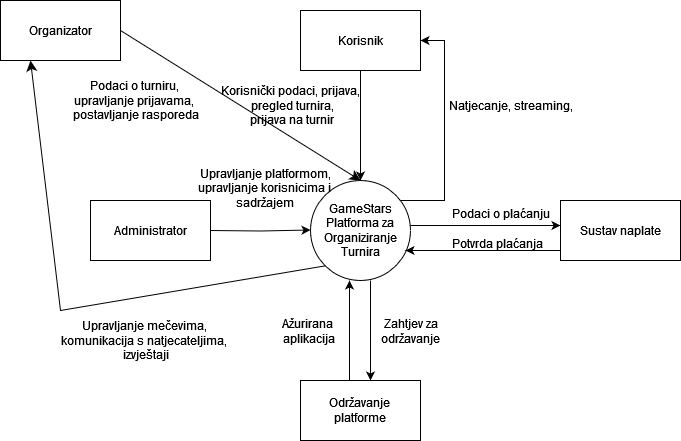 Organizator
Korisnik
Podaci o turniru,
upravljanje prijavama,
postavljanje rasporeda
Korisnički podaci, prijava,
pregled turnira,
prijava na turnir
Natjecanje, streaming,
Upravljanje platformom,
upravljanje korisnicima i
sadržajem
Administrator
GameStars
Platforma za
Organiziranje
Turnira
Podaci o plaćanju
Potvrda plaćanja
Sustav naplate
Upravljanje mečevima,
komunikacija s natjecateljima,
izvještaji
Ažurirana
aplikacija
Zahtjev za
održavanje
Održavanje
platforme